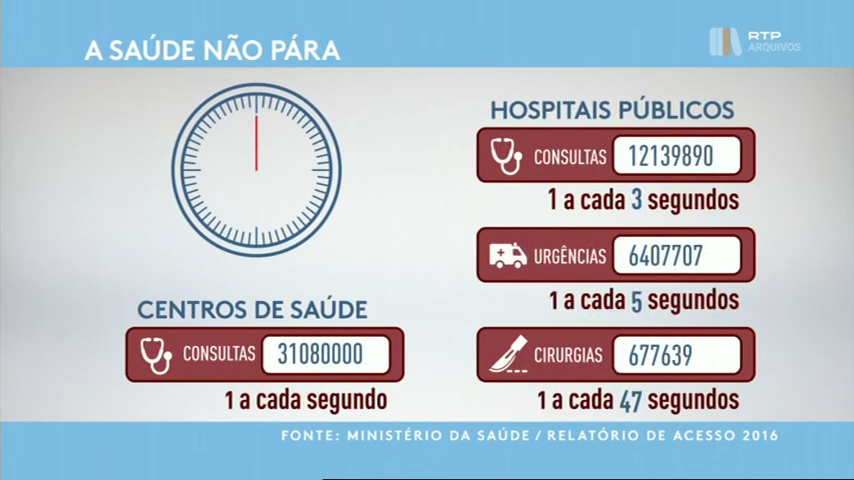 A SAÚDE NÃO PÁRA
RTP
ARQUIVOS
HOSPITAIS PÚBLICOS
CONSULTAS 12139890
1 a cada 3 segundos
URGÊNCIAS 6407707
1 a cada 5 segundos
CIRURGIAS 677639
1 a cada 47 segundos
CENTROS DE SAÚDE
CONSULTAS 31080000
1 a cada segundo
FONTE: MINISTÉRIO DA SAÚDE / RELATÓRIO DE ACESSO 2016